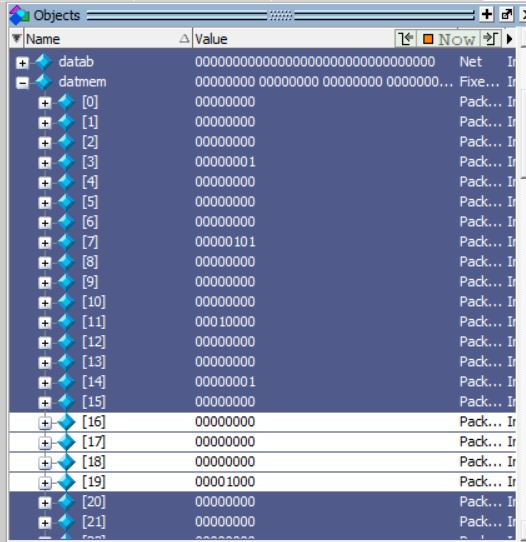 Objects
Name Value Now
datab 00000000000000000000000000000000 Net In
datmem 00000000 00000000 00000000 0000000... Fixe... In
[0] 00000000 Pack... In
[1] 00000000 Pack... In
[2] 00000000 Pack... In
[3] 00000001 Pack... In
[4] 00000000 Pack... In
[5] 00000000 Pack... In
[6] 00000000 Pack... In
[7] 00000101 Pack... In
[8] 00000000 Pack... In
[9] 00000000 Pack... In
[10] 00000000 Pack... In
[11] 00010000 Pack... In
[12] 00000000 Pack... In
[13] 00000000 Pack... In
[14] 00000001 Pack... In
[15] 00000000 Pack... In
[16] 00000000 Pack... In
[17] 00000000 Pack... In
[18] 00000000 Pack... In
[19] 00001000 Pack... In
[20] 00000000 Pack... In
[21] 00000000 Pack... In